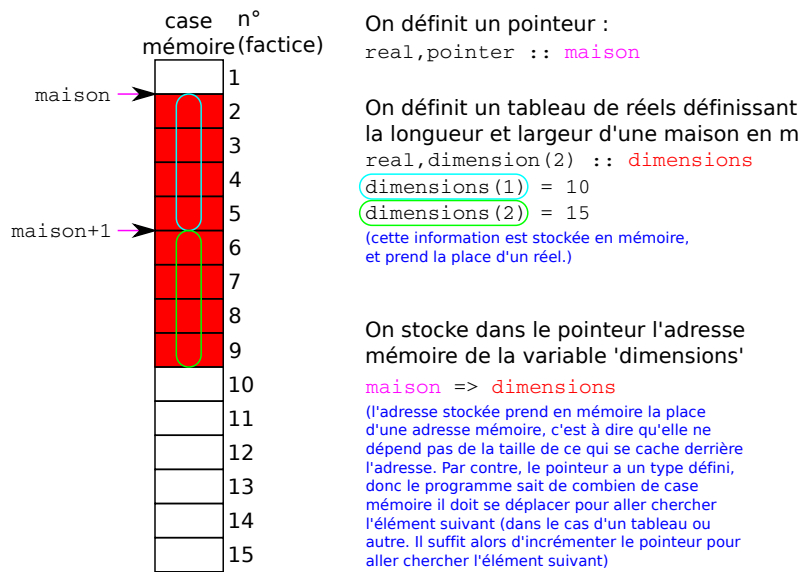 case
mémoire
n°
(factice)
1
maison
2
3
4
5
maison+1
6
7
8
9
10
11
12
13
14
15
On définit un pointeur :
real,pointer :: maison
On définit un tableau de réels définissant
la longueur et largeur d'une maison en m
real,dimension(2) :: dimensions
dimensions(1) = 10
dimensions(2) = 15
(cette information est stockée en mémoire,
et prend la place d'un réel.)
On stocke dans le pointeur l'adresse
mémoire de la variable 'dimensions'
maison => dimensions
(l'adresse stockée prend en mémoire la place
d'une adresse mémoire, c'est à dire qu'elle ne
dépend pas de la taille de ce qui se cache derrière
l'adresse. Par contre, le pointeur a un type défini,
donc le programme sait de combien de case
mémoire il doit se déplacer pour aller chercher
l'élément suivant (dans le cas d'un tableau ou
autre. Il suffit alors d'incrémenter le pointeur pour
aller chercher l'élément suivant)